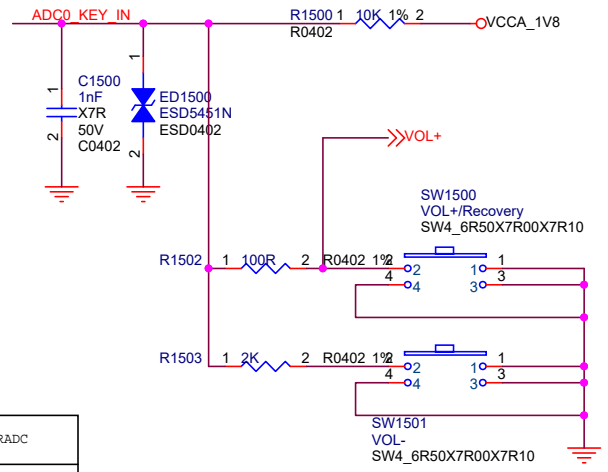 ADC0_KEY_IN
R1500 1 10K 1% 2
R0402
VCCA_1V8
1
C1500
1nF
X7R
50V
C0402
2
1
ED1500
ESD5451N
ESD0402
2
VOL+
SW1500
VOL+/Recovery
SW4_6R50X7R00X7R10
R1502 1 100R 2 R0402 1% 2
2 1 1
4 4 3 3
R1503 1 2K 2 R0402 1% 2
2 1 1
4 4 3 3
SW1501
VOL-
SW4_6R50X7R00X7R10
RADC